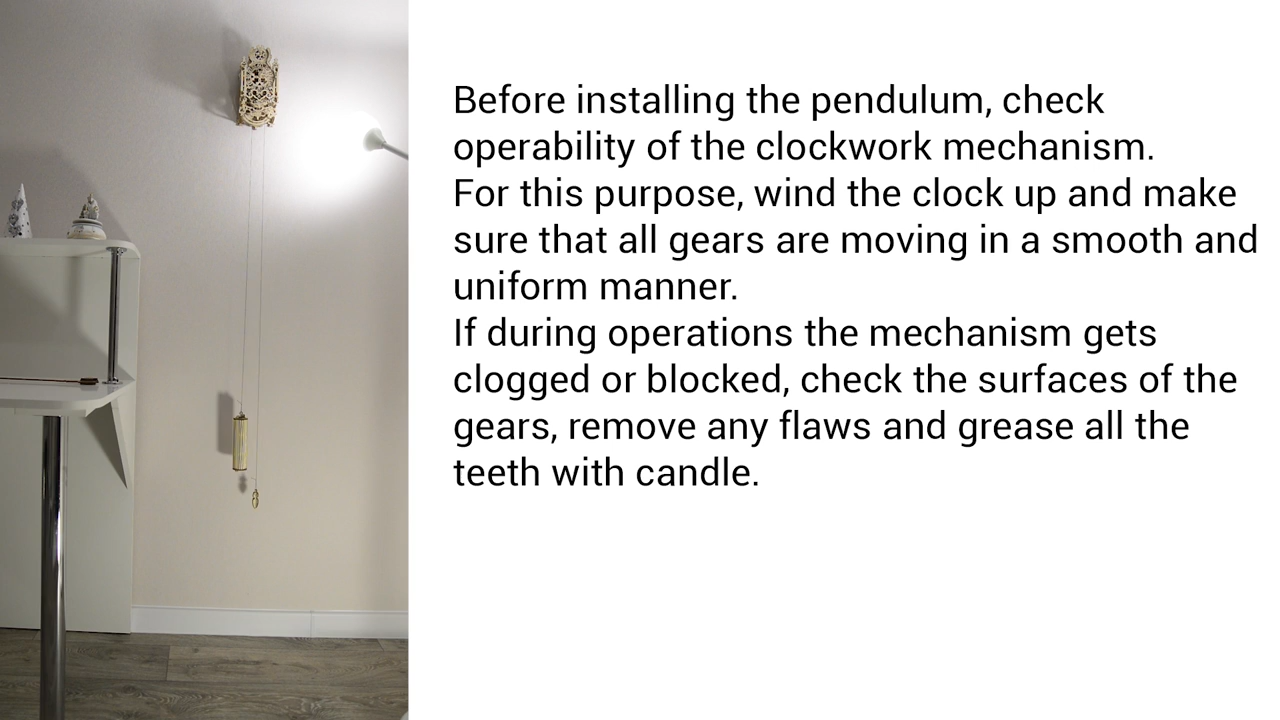 Before installing the pendulum, check
operability of the clockwork mechanism.
For this purpose, wind the clock up and make
sure that all gears are moving in a smooth and
uniform manner.
If during operations the mechanism gets
clogged or blocked, check the surfaces of the
gears, remove any flaws and grease all the
teeth with candle.